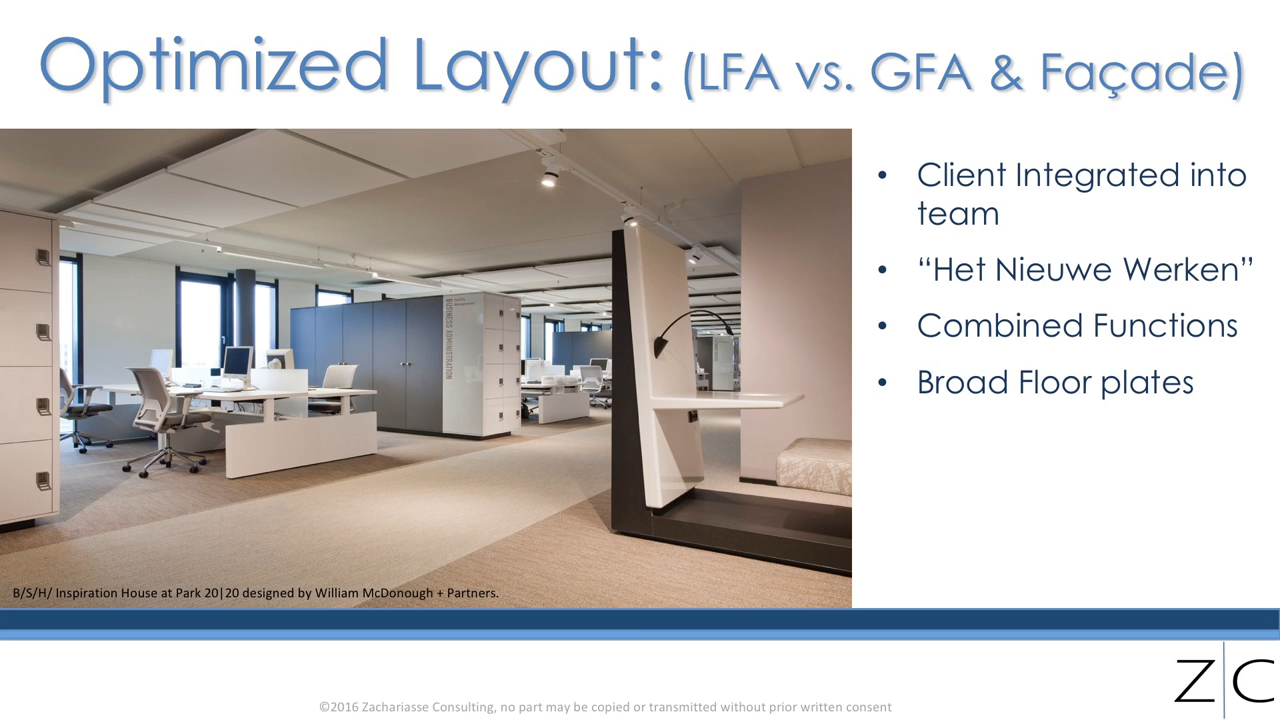 Optimized Layout: (LFA vs. GFA & Façade)
• Client Integrated into
team
• “Het Nieuwe Werken”
• Combined Functions
• Broad Floor plates
BUSINESS ADMINISTRATION
B/S/H/ Inspiration House at Park 20|20 designed by William McDonough + Partners.
Z|C
©2016 Zachariasse Consulting, no part may be copied or transmitted without prior written consent